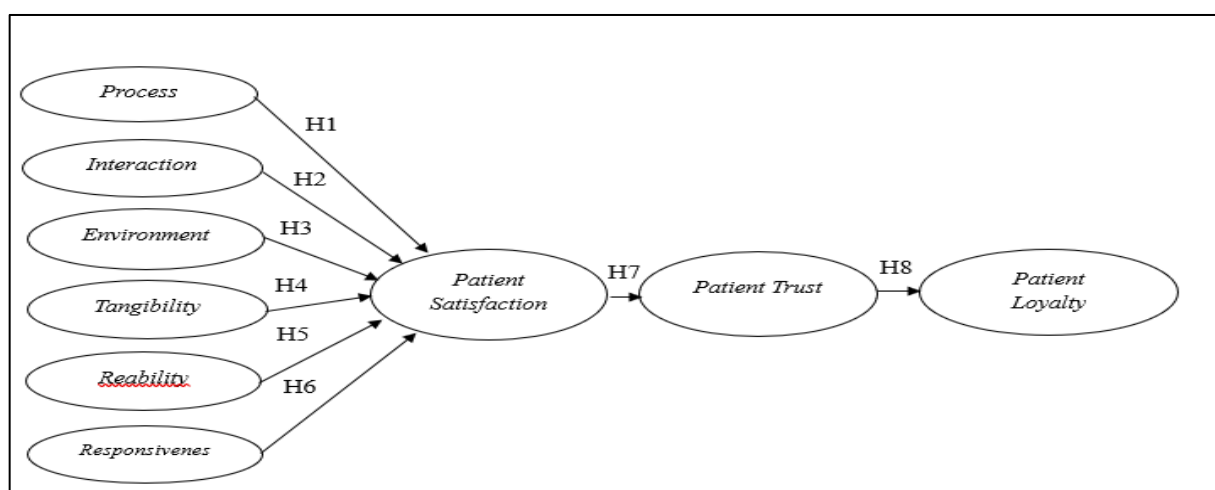 Process
H1
Interaction
H2
Environment
H3
Tangibility
H4
Reability
H5
Responsivenes
H6
Patient
Satisfaction
H7
Patient Trust
H8
Patient
Loyalty